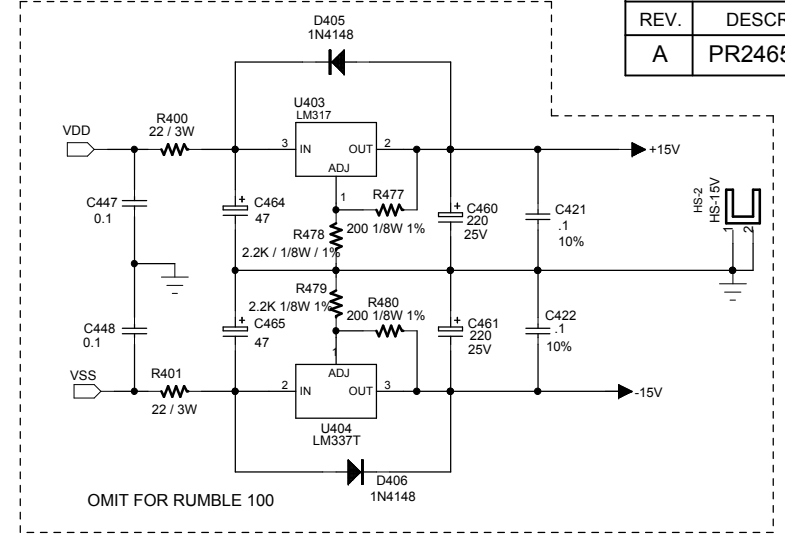 REV. DESCR
A PR2465
D405
1N4148
U403
LM317
R400
22 / 3W
VDD
3 IN OUT 2
ADJ
1
+15V
C447
0.1
+ C464
47
R477
200 1/8W 1%
R478
2.2K / 1/8W / 1%
+ C460
220
25V
C421
.1
10%
HS-2
HS-15V
1 2
R479
2.2K 1/8W 1%
R480
200 1/8W 1%
C448
0.1
+ C465
47
+ C461
220
25V
C422
.1
10%
VSS
R401
22 / 3W
1
ADJ
2 IN OUT 3
-15V
U404
LM337T
D406
1N4148
OMIT FOR RUMBLE 100